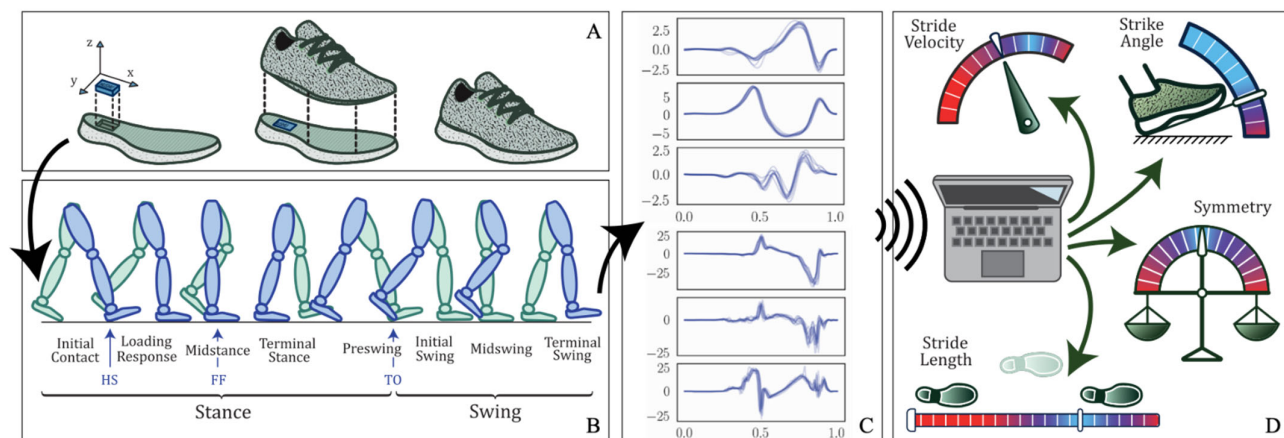 A
z
y
x
Initial
Contact
Loading
Response
Midstance
Terminal
Stance
Preswing
Initial
Swing
Midswing
Terminal
Swing
HS
FF
TO
Stance
Swing
B
2.5
0.0
−2.5
5
0
−5
2.5
0.0
−2.5
0.0
0.5
1.0
25
0
−25
25
0
−25
25
0
−25
0.0
0.5
1.0
C
Stride
Velocity
Strike
Angle
Symmetry
Stride
Length
D